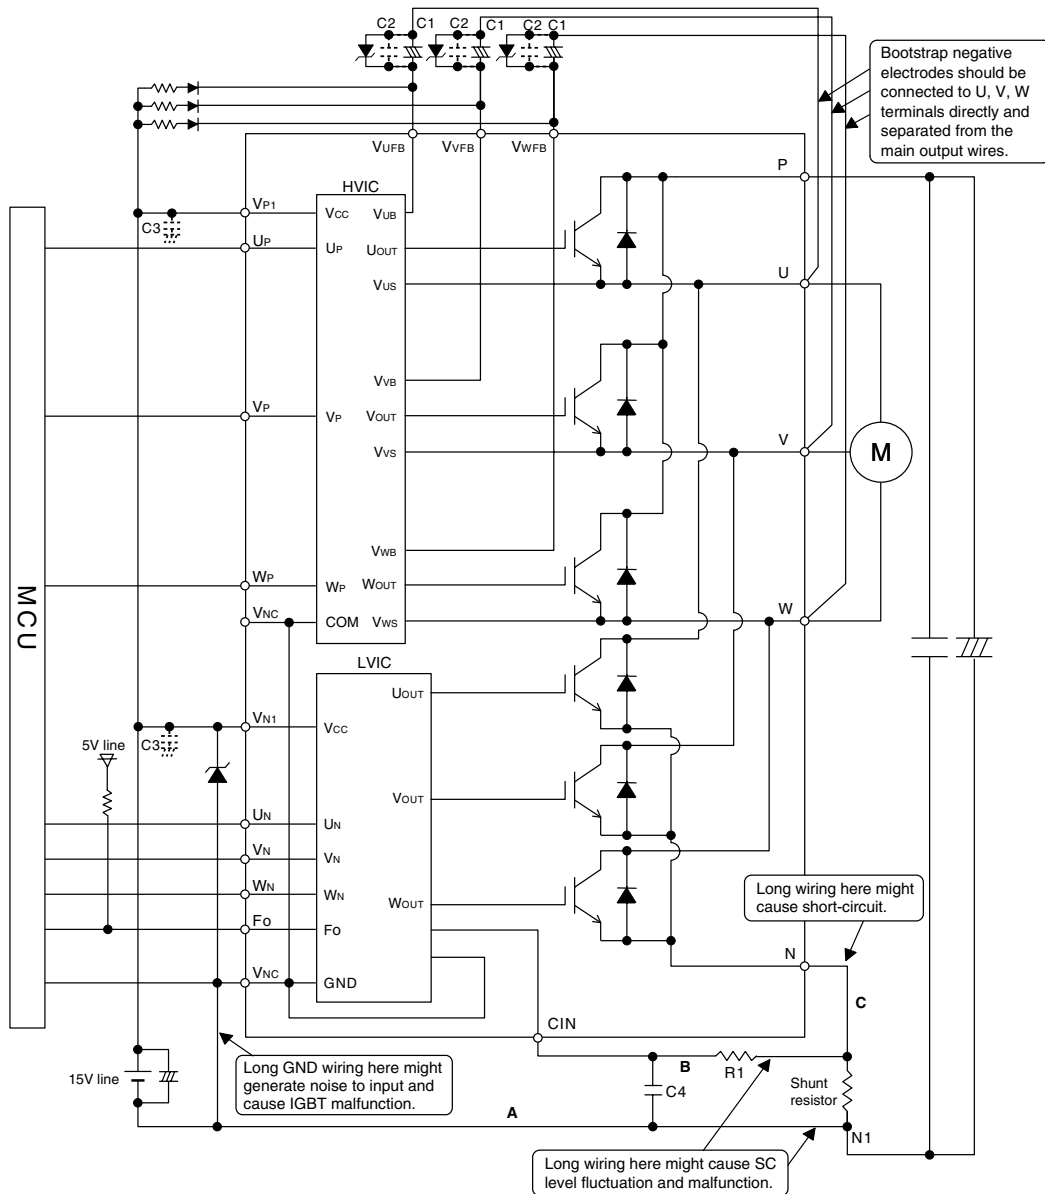 C2 C1 C2 C1 C2 C1
Bootstrap negative
electrodes should be
connected to U, V, W
terminals directly and
separated from the
main output wires.
VUFB VVFB VWFB
P
HVIC
VP1 VCC VUB
C3
UP UP UOUT
U
VUS
VVB
VP VP VOUT
V
VVS
M
VWB
WP WP WOUT
W
VNC COM VWS
MCU
LVIC
UOUT
VN1 VCC
5V line C3
VOUT
UN UN
VN VN
WN WN WOUT
Long wiring here might
cause short-circuit.
Fo Fo
N
VNC GND
C
CIN
Long GND wiring here might
generate noise to input and
cause IGBT malfunction.
15V line
B
R1
C4
Shunt
resistor
A
N1
Long wiring here might cause SC
level fluctuation and malfunction.